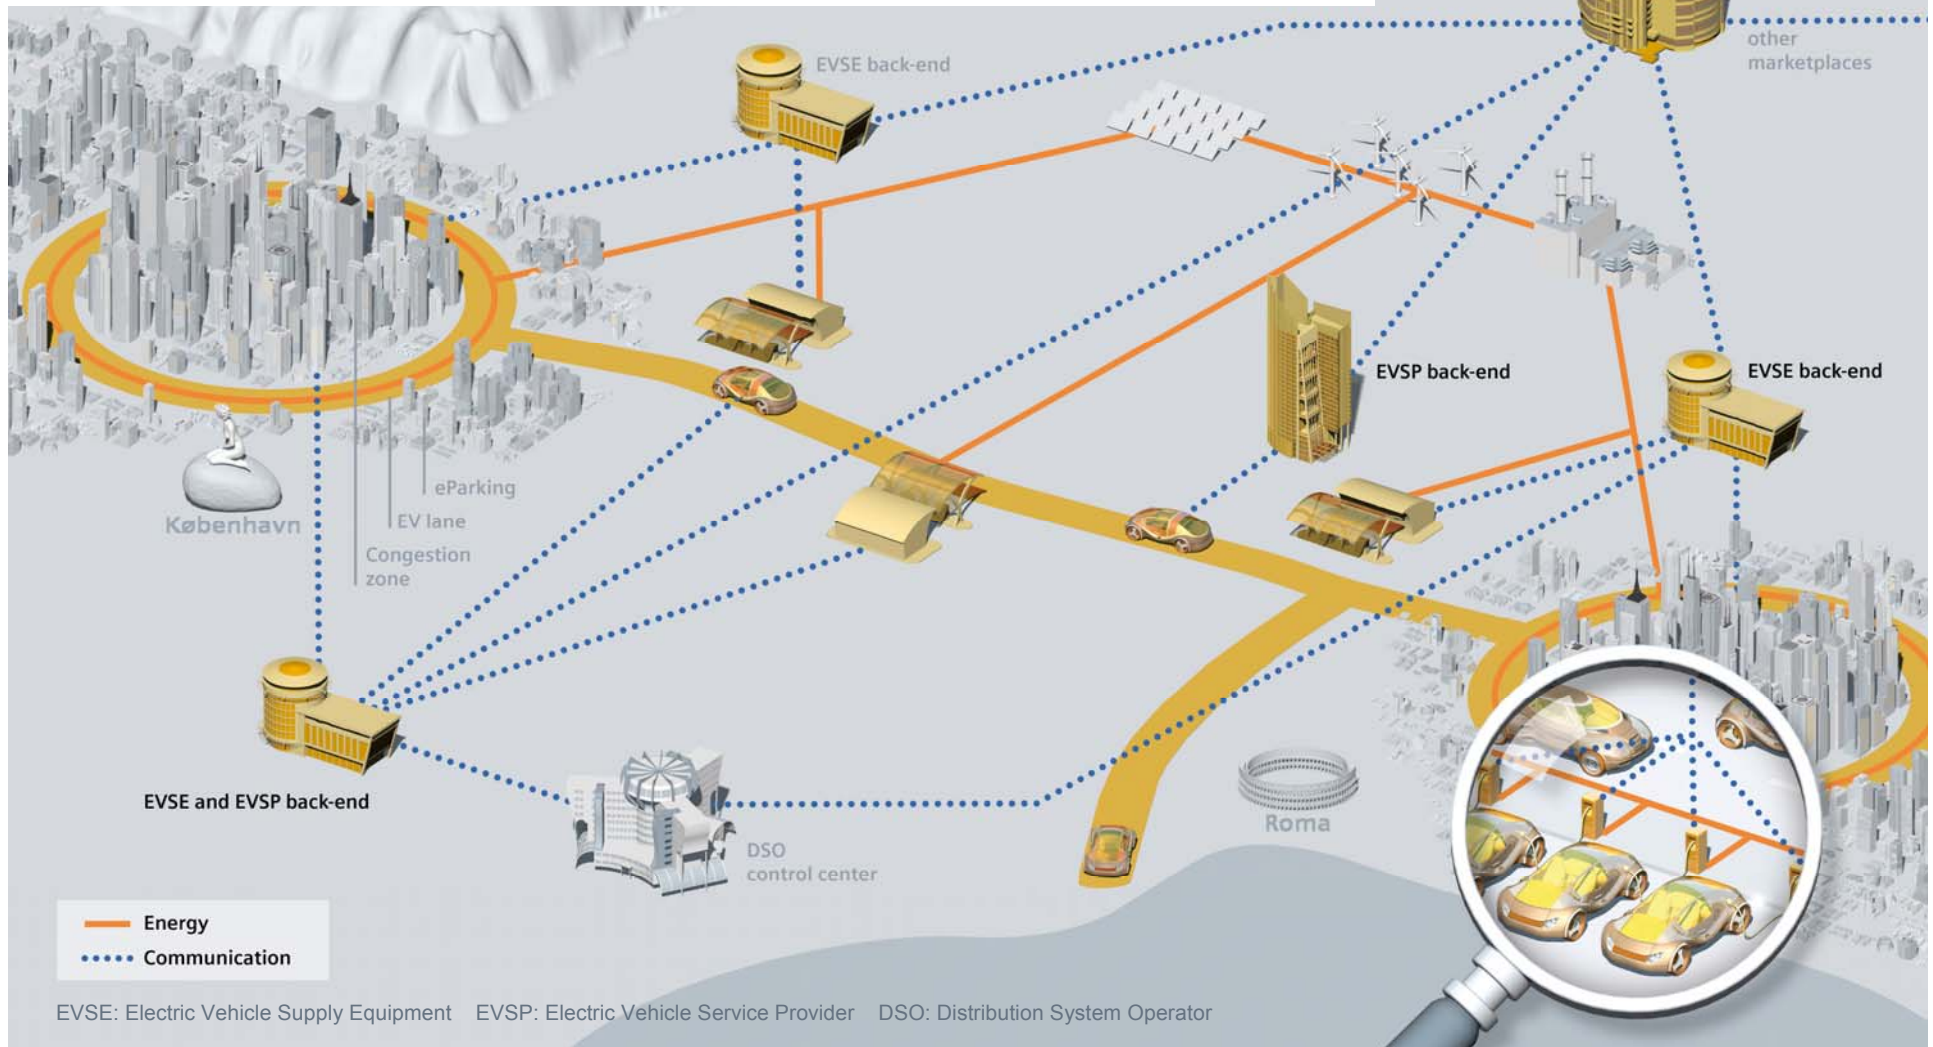 other
marketplaces
EVSE back-end
EVSP back-end
EVSE back-end
eParking
København
EV lane
Congestion
zone
EVSE and EVSP back-end
Roma
DSO
control center
Energy
Communication
EVSE: Electric Vehicle Supply Equipment EVSP: Electric Vehicle Service Provider DSO: Distribution System Operator